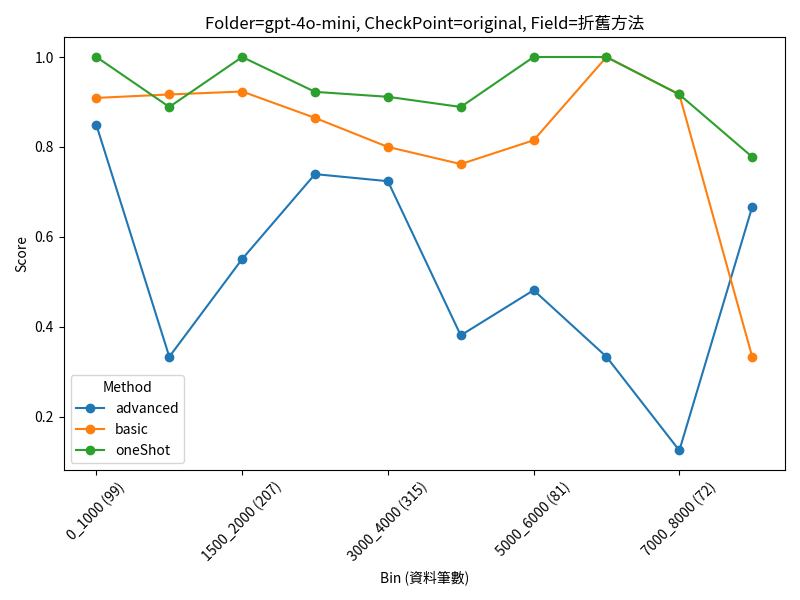 Folder=gpt-4o-mini, CheckPoint=original, Field=折舊方法
Score
1.0
0.8
0.6
0.4
0.2
Method
advanced
basic
oneShot
0_1000 (99)
1500_2000 (207)
3000_4000 (315)
5000_6000 (81)
7000_8000 (72)
Bin (資料筆數)